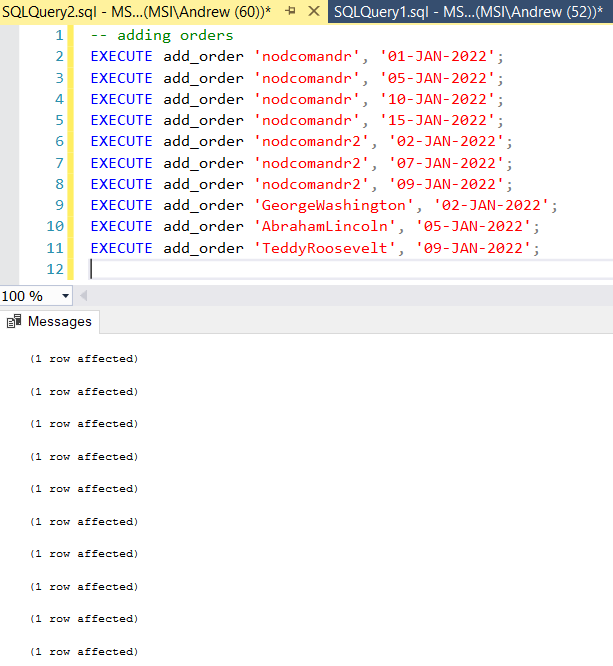 SQLQuery2.sql - MS...(MSI\Andrew (60))* SQLQuery1.sql - MS...(MSI\Andrew (52))*
1 -- adding orders
2 EXECUTE add_order 'nodcomandr', '01-JAN-2022';
3 EXECUTE add_order 'nodcomandr', '05-JAN-2022';
4 EXECUTE add_order 'nodcomandr', '10-JAN-2022';
5 EXECUTE add_order 'nodcomandr', '15-JAN-2022';
6 EXECUTE add_order 'nodcomandr2', '02-JAN-2022';
7 EXECUTE add_order 'nodcomandr2', '07-JAN-2022';
8 EXECUTE add_order 'nodcomandr2', '09-JAN-2022';
9 EXECUTE add_order 'GeorgeWashington', '02-JAN-2022';
10 EXECUTE add_order 'AbrahamLincoln', '05-JAN-2022';
11 EXECUTE add_order 'TeddyRoosevelt', '09-JAN-2022';
12
100 %
Messages
(1 row affected)
(1 row affected)
(1 row affected)
(1 row affected)
(1 row affected)
(1 row affected)
(1 row affected)
(1 row affected)
(1 row affected)
(1 row affected)